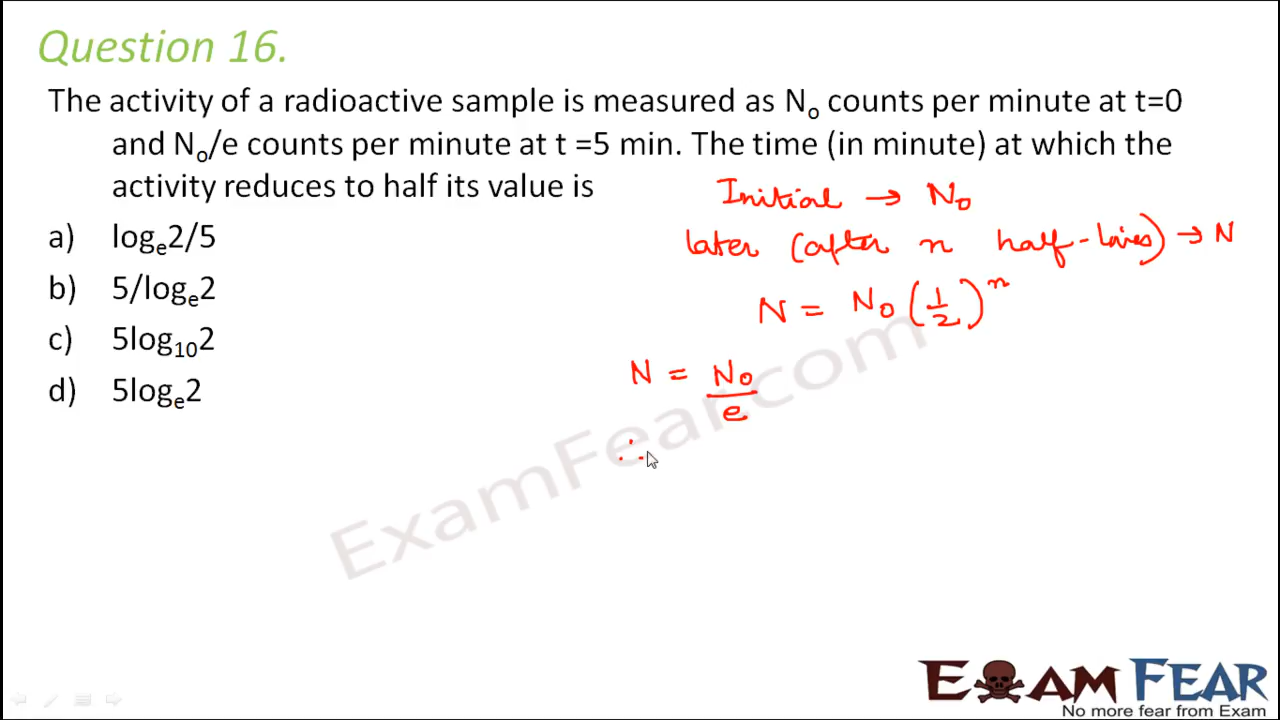 Question 16.
The activity of a radioactive sample is measured as Nₒ counts per minute at t=0
and Nₒ/e counts per minute at t =5 min. The time (in minute) at which the
activity reduces to half its value is
Initial → N₀
a) logₑ2/5
later (after n half-lives) → N
b) 5/logₑ2
N = N₀ (1/2)ⁿ
c) 5log₁₀2
N = N₀/e
d) 5logₑ2
∴
ExamFear.com
EXAM FEAR
No more fear from Exam